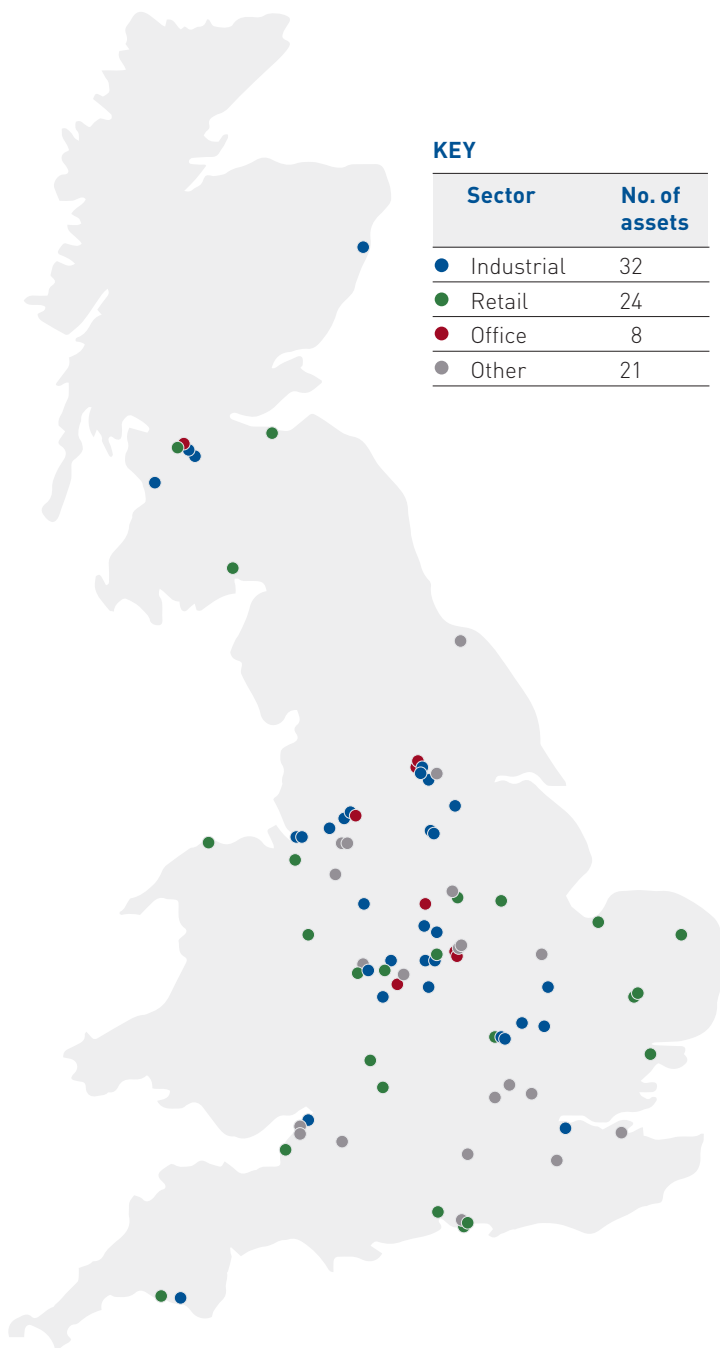 KEY
Sector No. of
assets
Industrial 32
Retail 24
Office 8
Other 21